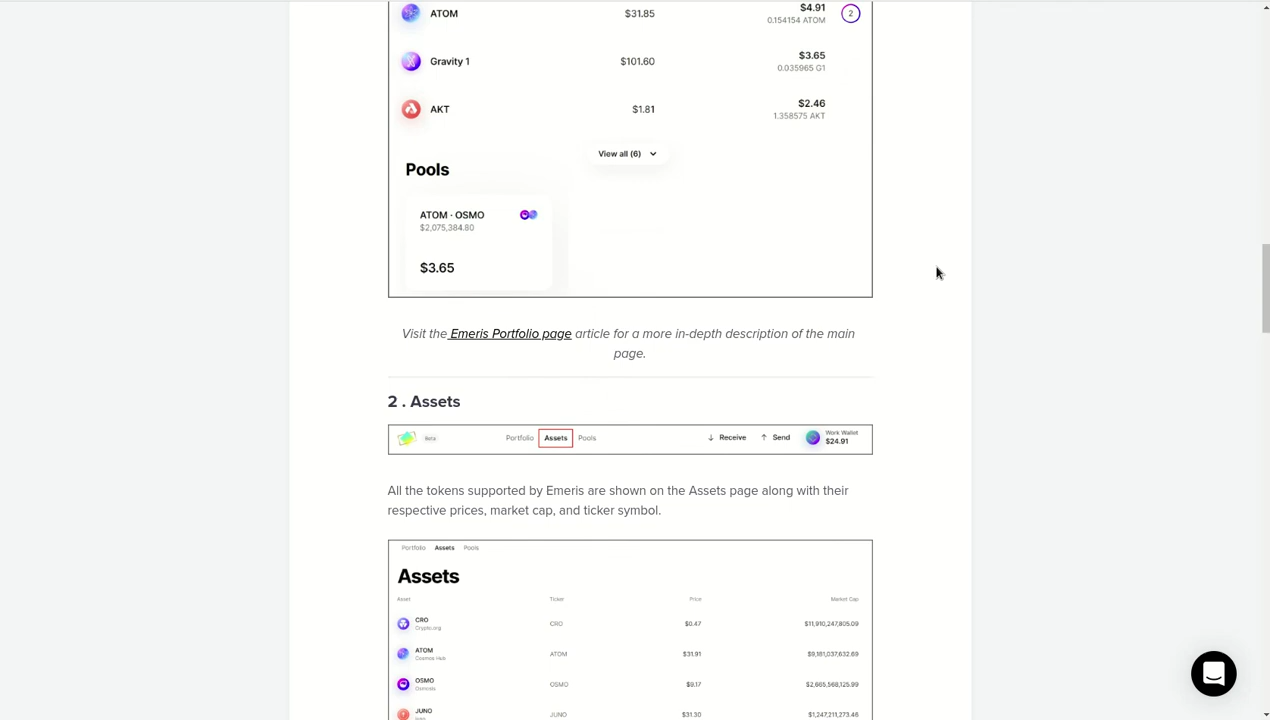 ATOM $31.85 $4.91 2
0.154154 ATOM
Gravity 1 $101.60 $3.65
0.035965 G1
AKT $1.81 $2.46
1.358575 AKT
View all (6)
Pools
ATOM · OSMO
$2,075,384.80
$3.65
Visit the Emeris Portfolio page article for a more in-depth description of the main
page.
2 . Assets
Beta Portfolio Assets Pools Receive Send Work Wallet
$24.91
All the tokens supported by Emeris are shown on the Assets page along with their
respective prices, market cap, and ticker symbol.
Portfolio Assets Pools
Assets
Asset Ticker Price Market Cap
CRO CRO $0.47 $11,910,247,805.09
Crypto.org
ATOM ATOM $31.91 $9,181,037,632.69
Cosmos Hub
OSMO OSMO $9.17 $2,665,568,125.99
Osmosis
JUNO JUNO $31.30 $1,247,211,273.46